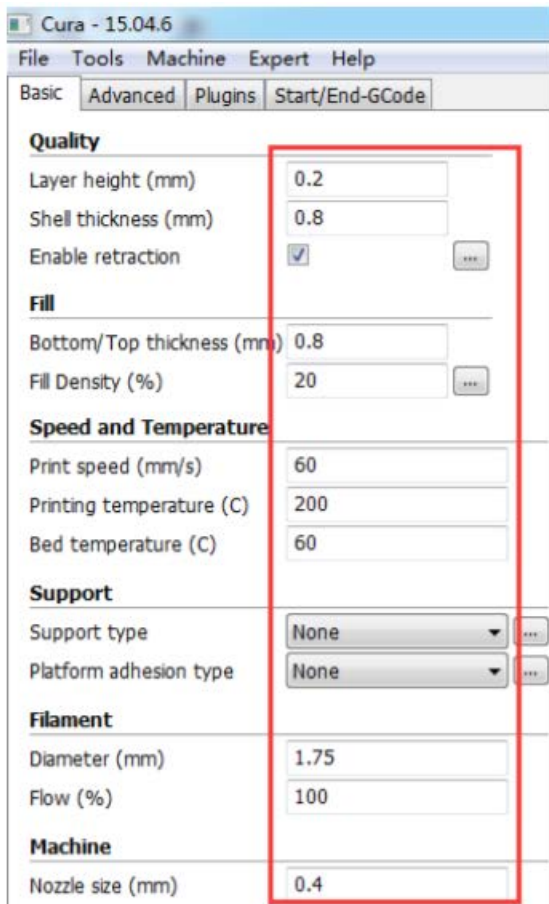 Cura - 15.04.6
File Tools Machine Expert Help
Basic Advanced Plugins Start/End-GCode
Quality
Layer height (mm) 0.2
Shell thickness (mm) 0.8
Enable retraction ...
Fill
Bottom/Top thickness (mm) 0.8
Fill Density (%) 20 ...
Speed and Temperature
Print speed (mm/s) 60
Printing temperature (C) 200
Bed temperature (C) 60
Support
Support type None ...
Platform adhesion type None ...
Filament
Diameter (mm) 1.75
Flow (%) 100
Machine
Nozzle size (mm) 0.4